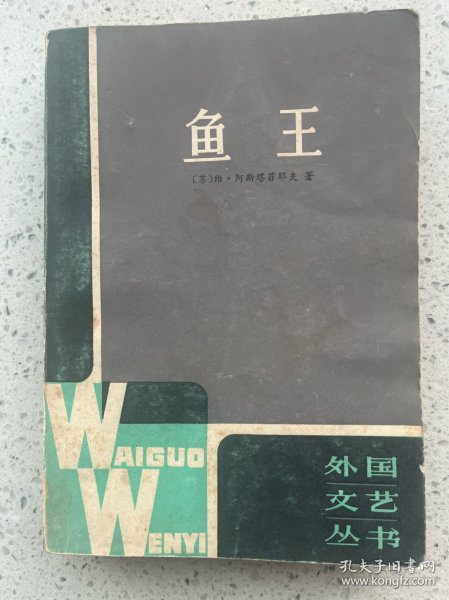 鱼王
〔苏〕维·阿斯塔菲耶夫 著
WAIGUO
WENYI
外国
文艺
丛书
孔夫子旧书网
www.kongfz.com